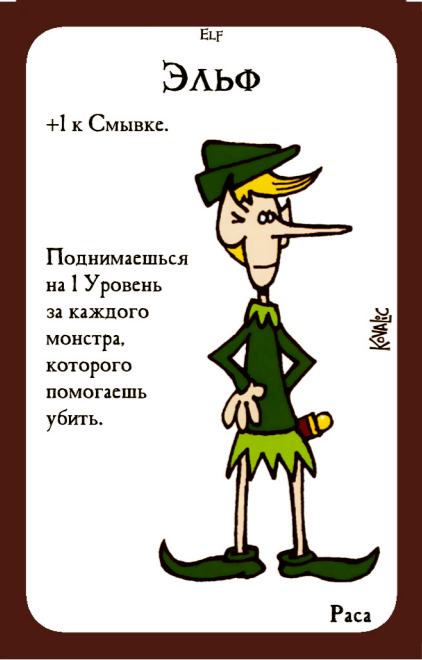 Elf
Эльф
+1 к Смывке.
Поднимаешься
на 1 Уровень
за каждого
монстра,
которого
помогаешь
убить.
Kovalic
Раса